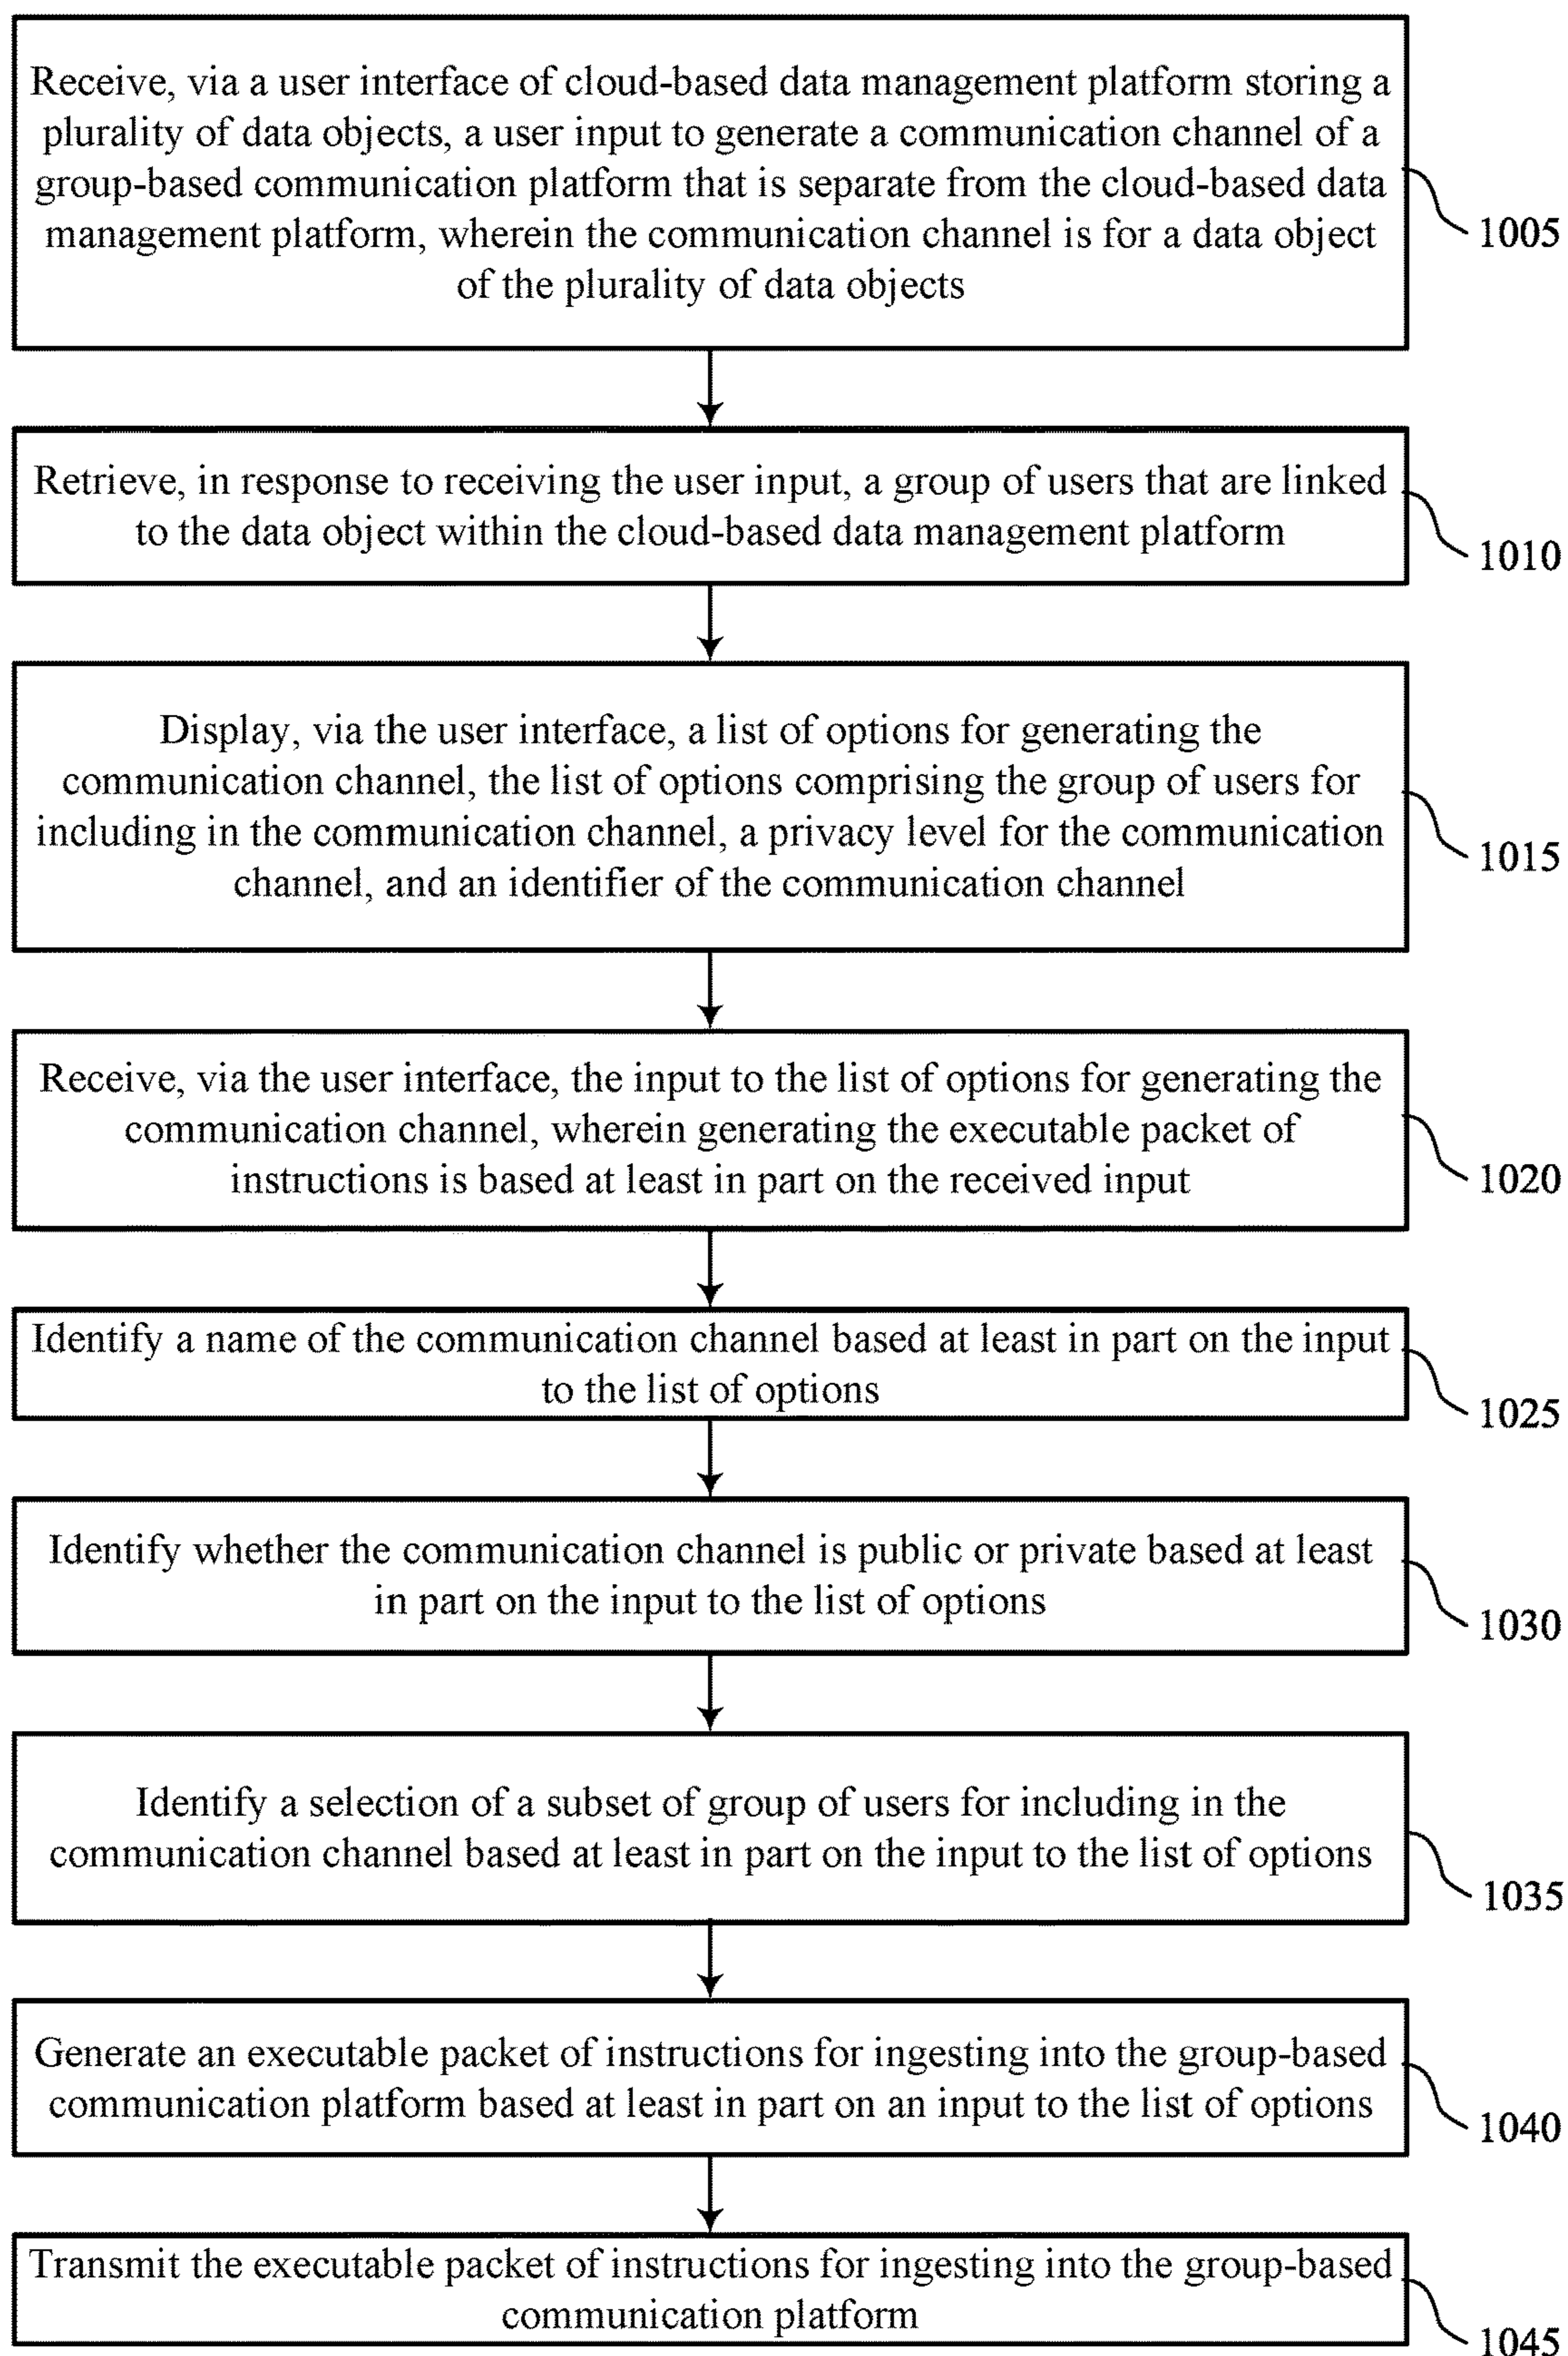 Receive, via a user interface of cloud-based data management platform storing a
plurality of data objects, a user input to generate a communication channel of a
group-based communication platform that is separate from the cloud-based data
management platform, wherein the communication channel is for a data object
of the plurality of data objects
1005
Retrieve, in response to receiving the user input, a group of users that are linked
to the data object within the cloud-based data management platform
1010
Display, via the user interface, a list of options for generating the
communication channel, the list of options comprising the group of users for
including in the communication channel, a privacy level for the communication
channel, and an identifier of the communication channel
1015
Receive, via the user interface, the input to the list of options for generating the
communication channel, wherein generating the executable packet of
instructions is based at least in part on the received input
1020
Identify a name of the communication channel based at least in part on the input
to the list of options
1025
Identify whether the communication channel is public or private based at least
in part on the input to the list of options
1030
Identify a selection of a subset of group of users for including in the
communication channel based at least in part on the input to the list of options
1035
Generate an executable packet of instructions for ingesting into the group-based
communication platform based at least in part on an input to the list of options
1040
Transmit the executable packet of instructions for ingesting into the group-based
communication platform
1045